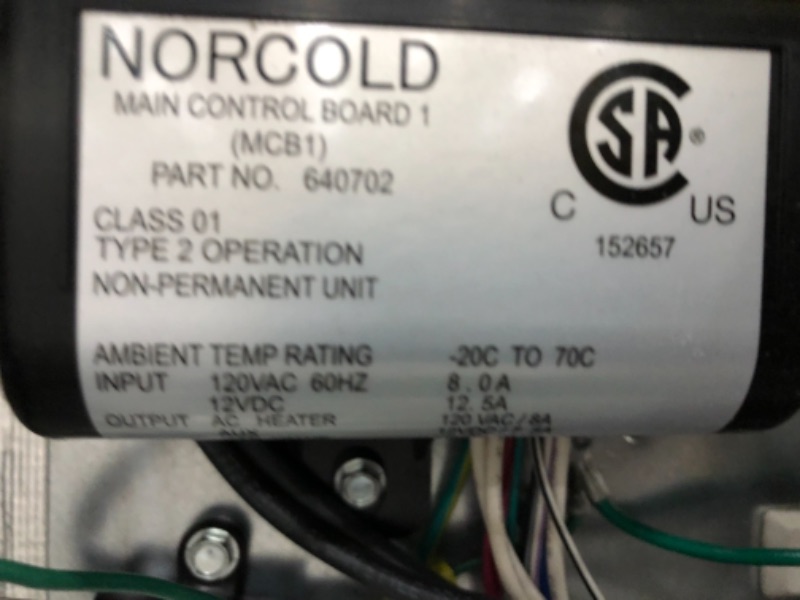 NORCOLD
MAIN CONTROL BOARD 1
(MCB1)
PART NO. 640702
CSA ®
C US
152657
CLASS 01
TYPE 2 OPERATION
NON-PERMANENT UNIT
AMBIENT TEMP RATING -20C TO 70C
INPUT 120VAC 60HZ 8.0A
12VDC 12.5A
OUTPUT AC HEATER 120 VAC/8A
AUX